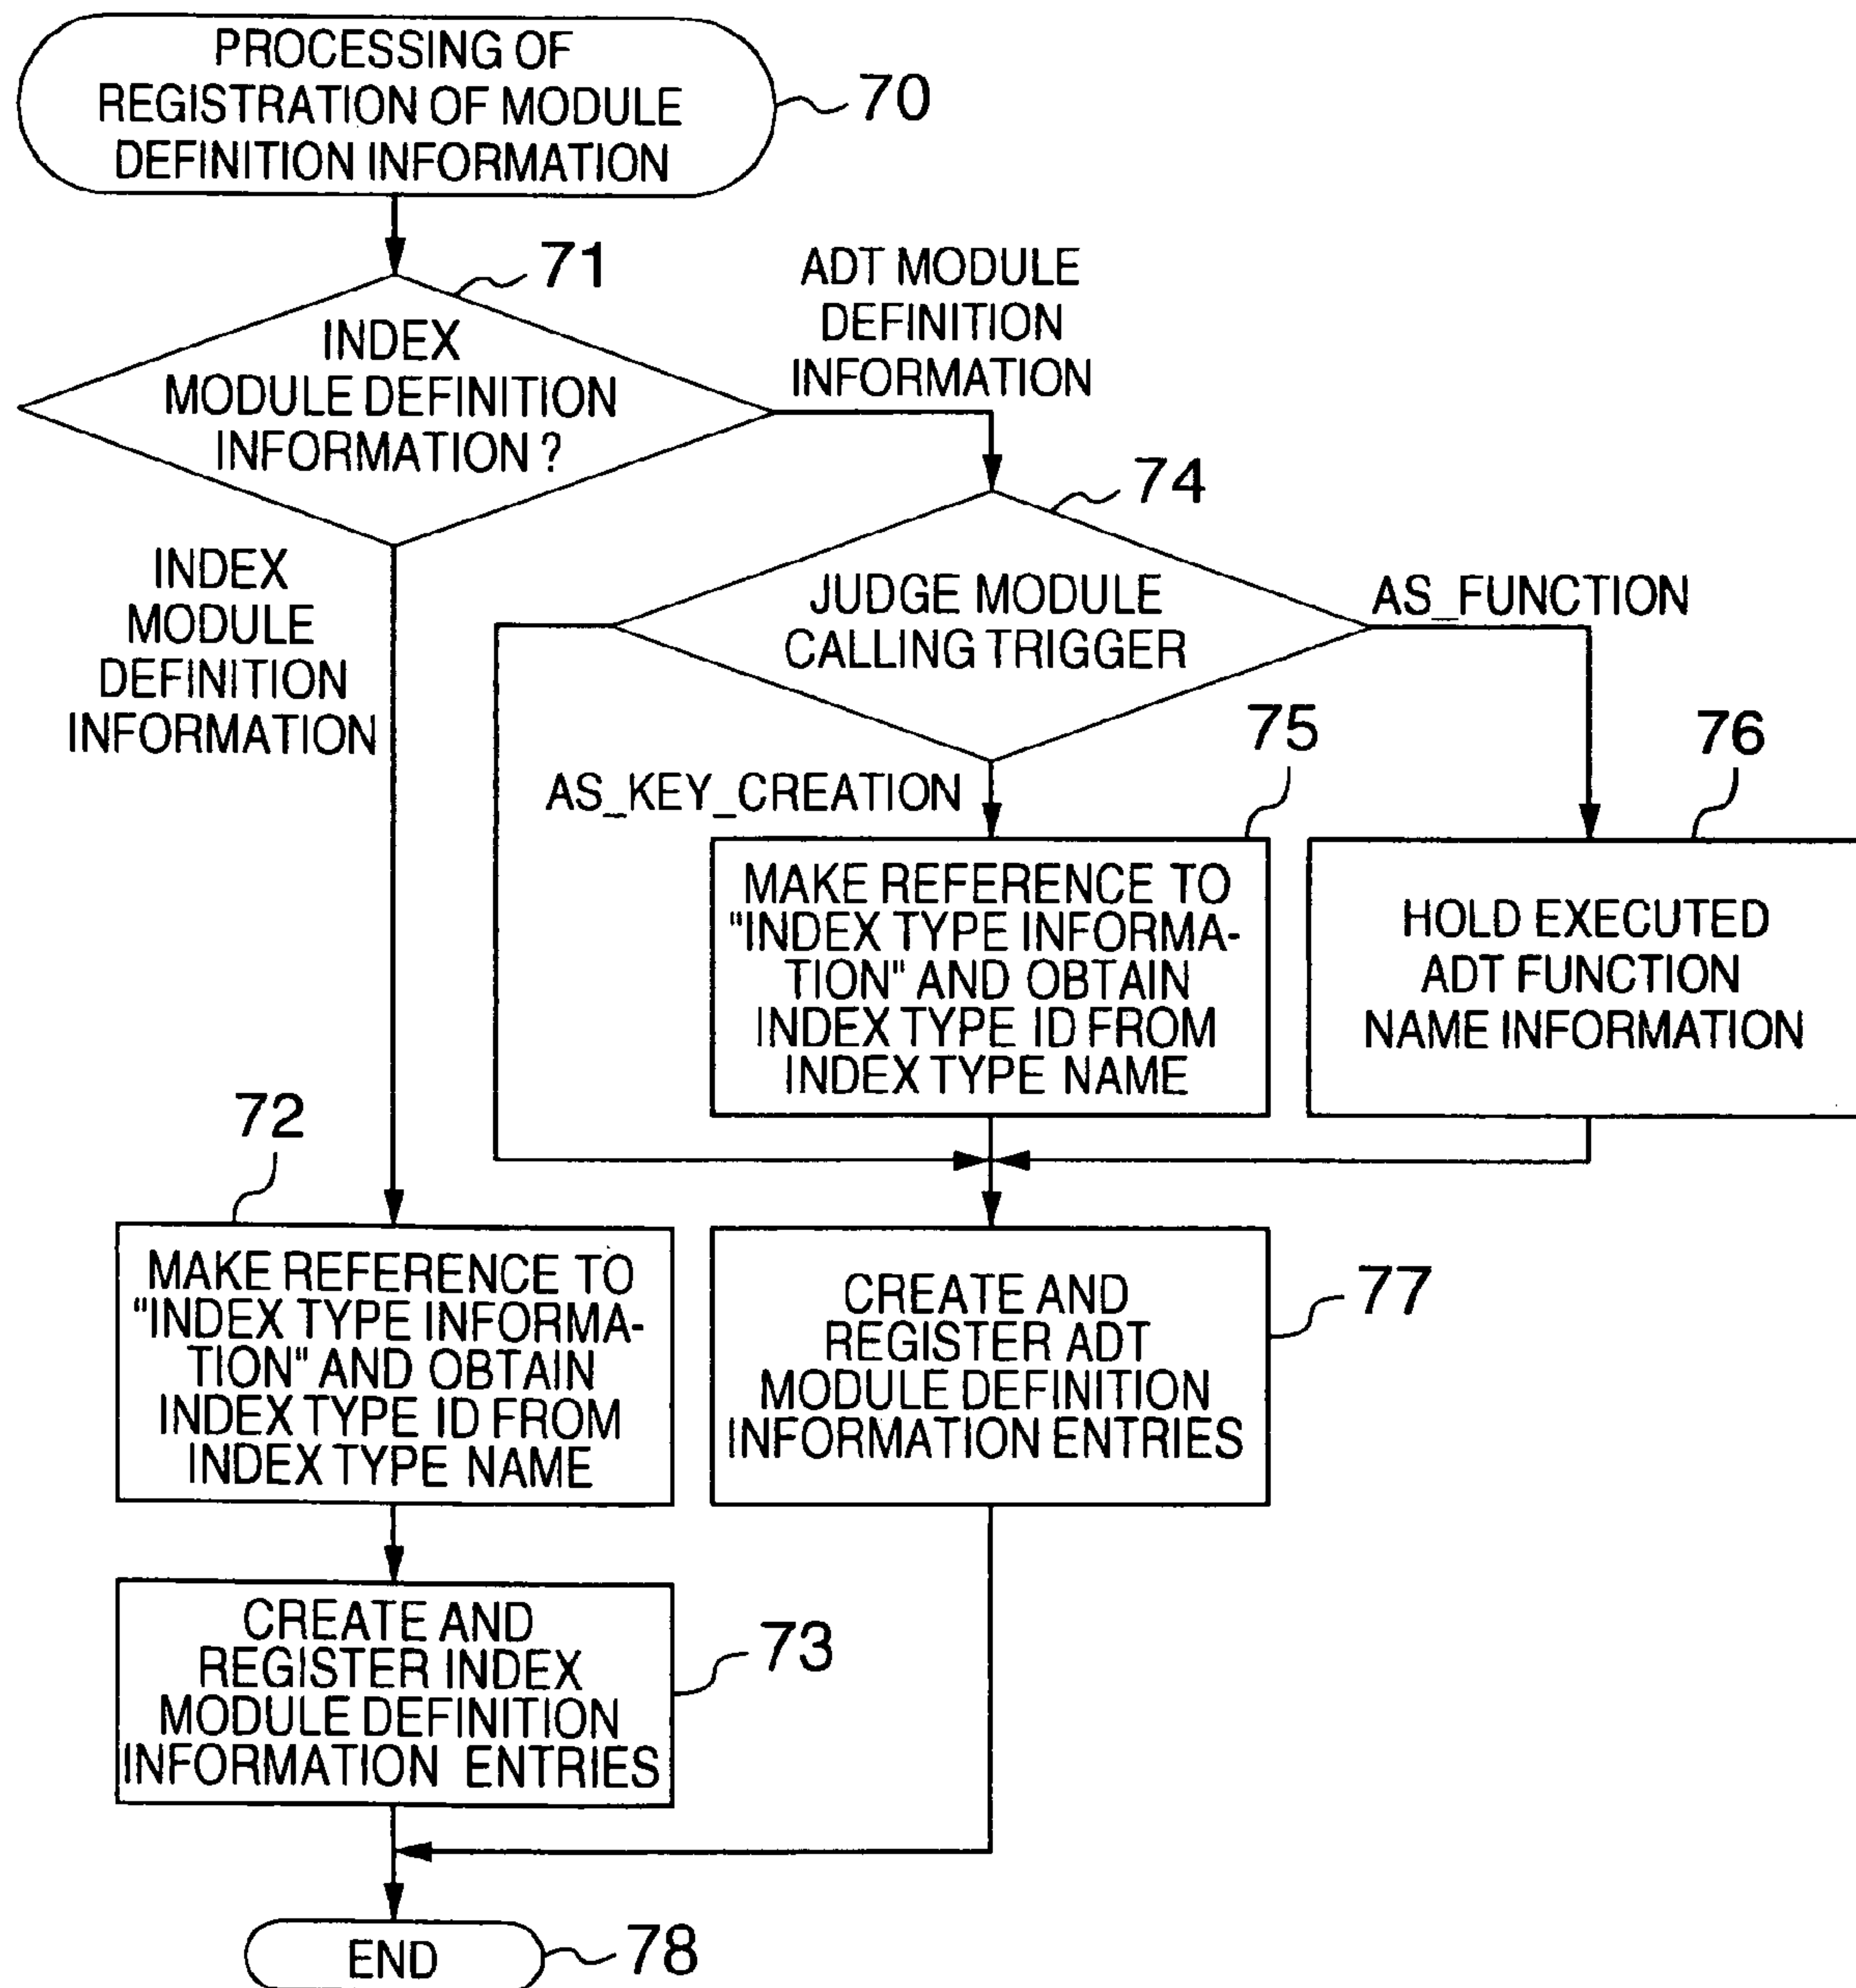 PROCESSING OF
REGISTRATION OF MODULE
DEFINITION INFORMATION
70
71
INDEX
MODULE DEFINITION
INFORMATION ?
ADT MODULE
DEFINITION
INFORMATION
INDEX
MODULE
DEFINITION
INFORMATION
74
JUDGE MODULE
CALLING TRIGGER
AS_FUNCTION
AS_KEY_CREATION
75
MAKE REFERENCE TO
"INDEX TYPE INFORMA-
TION" AND OBTAIN
INDEX TYPE ID FROM
INDEX TYPE NAME
76
HOLD EXECUTED
ADT FUNCTION
NAME INFORMATION
72
MAKE REFERENCE TO
"INDEX TYPE INFORMA-
TION" AND OBTAIN
INDEX TYPE ID FROM
INDEX TYPE NAME
CREATE AND
REGISTER ADT
MODULE DEFINITION
INFORMATION ENTRIES
77
CREATE AND
REGISTER INDEX
MODULE DEFINITION
INFORMATION ENTRIES
73
END
78